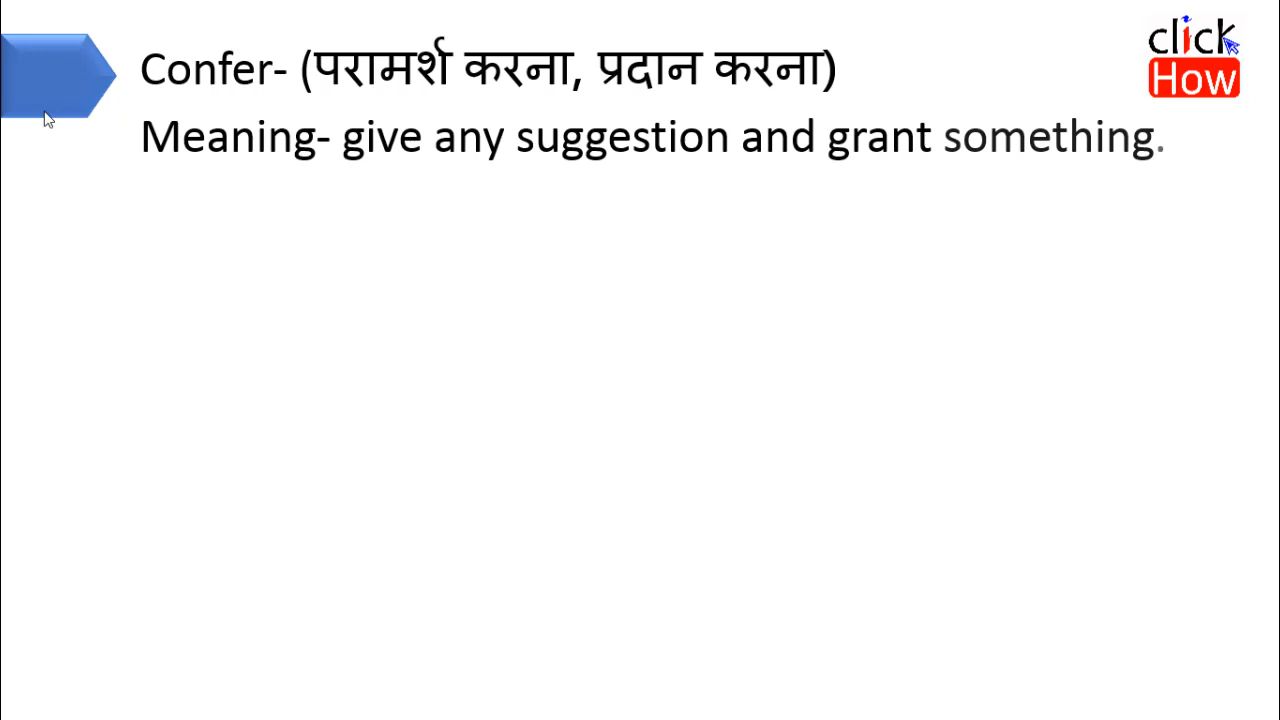 click
How
Confer- (परामर्श करना, प्रदान करना)
Meaning- give any suggestion and grant something.